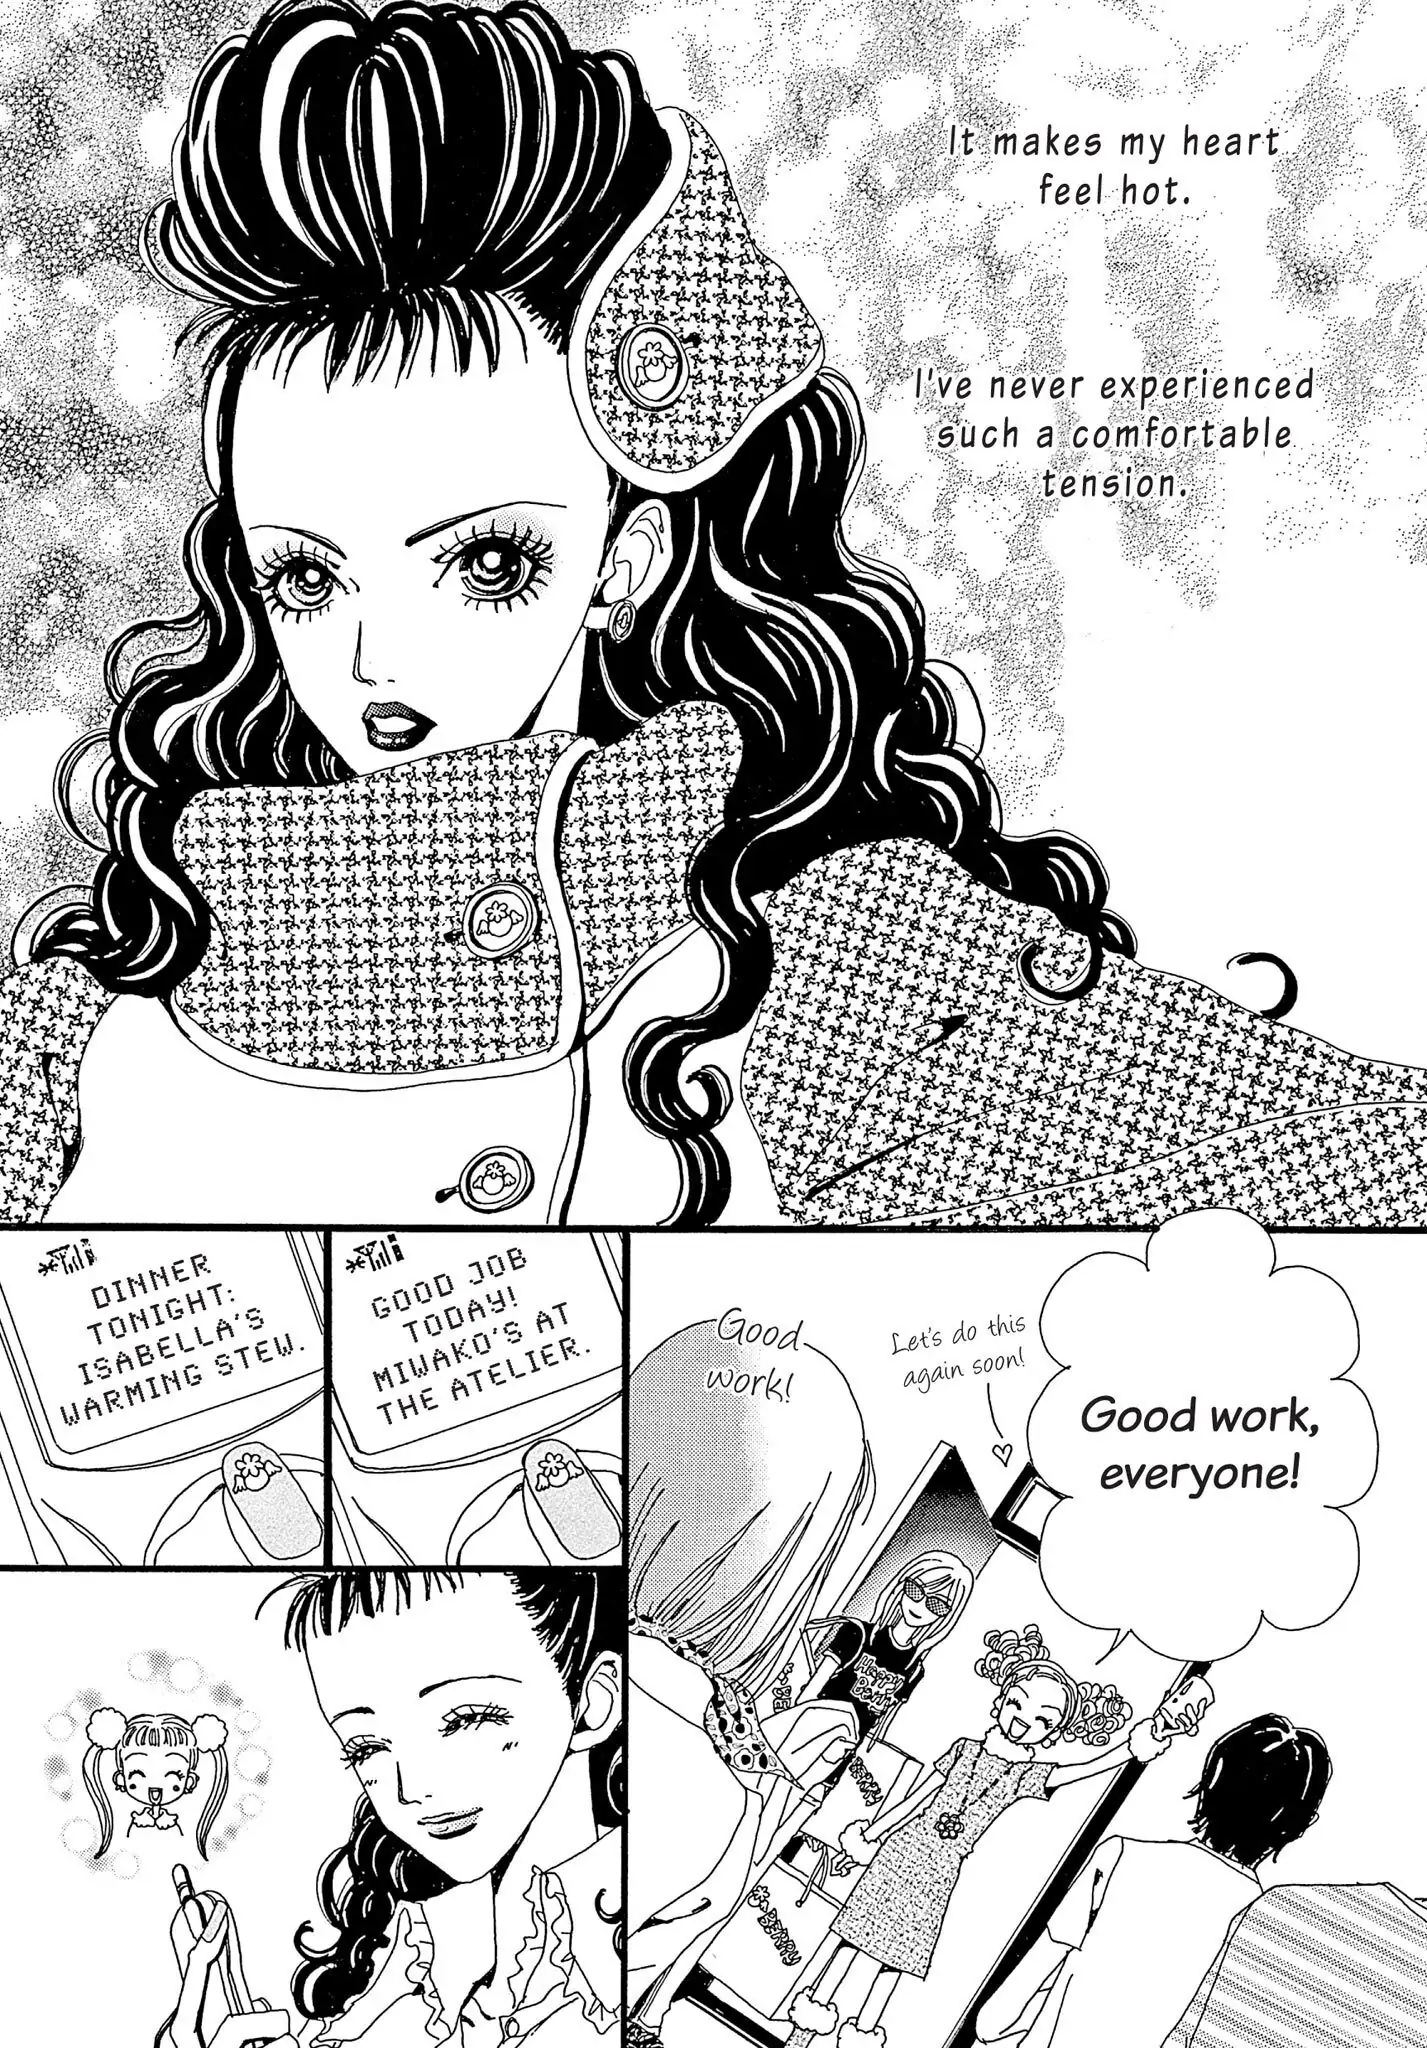 It makes my heart
feel hot.
I've never experienced
such a comfortable
tension.
DINNER
TONIGHT:
ISABELLA'S
WARMING STEW.
GOOD JOB
TODAY!
MIWAKO'S AT
THE ATELIER.
Good
work!
Let's do this
again soon!
Good work,
everyone!
Happy
Berry
BERRY
BERRY